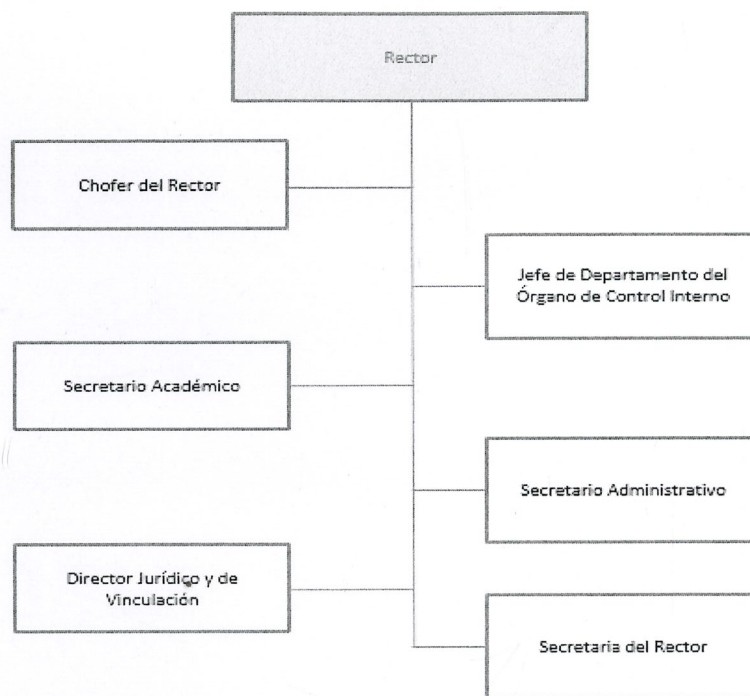 Rector
Chofer del Rector
Jefe de Departamento del
Órgano de Control Interno
Secretario Académico
Secretario Administrativo
Director Jurídico y de
Vinculación
Secretaria del Rector